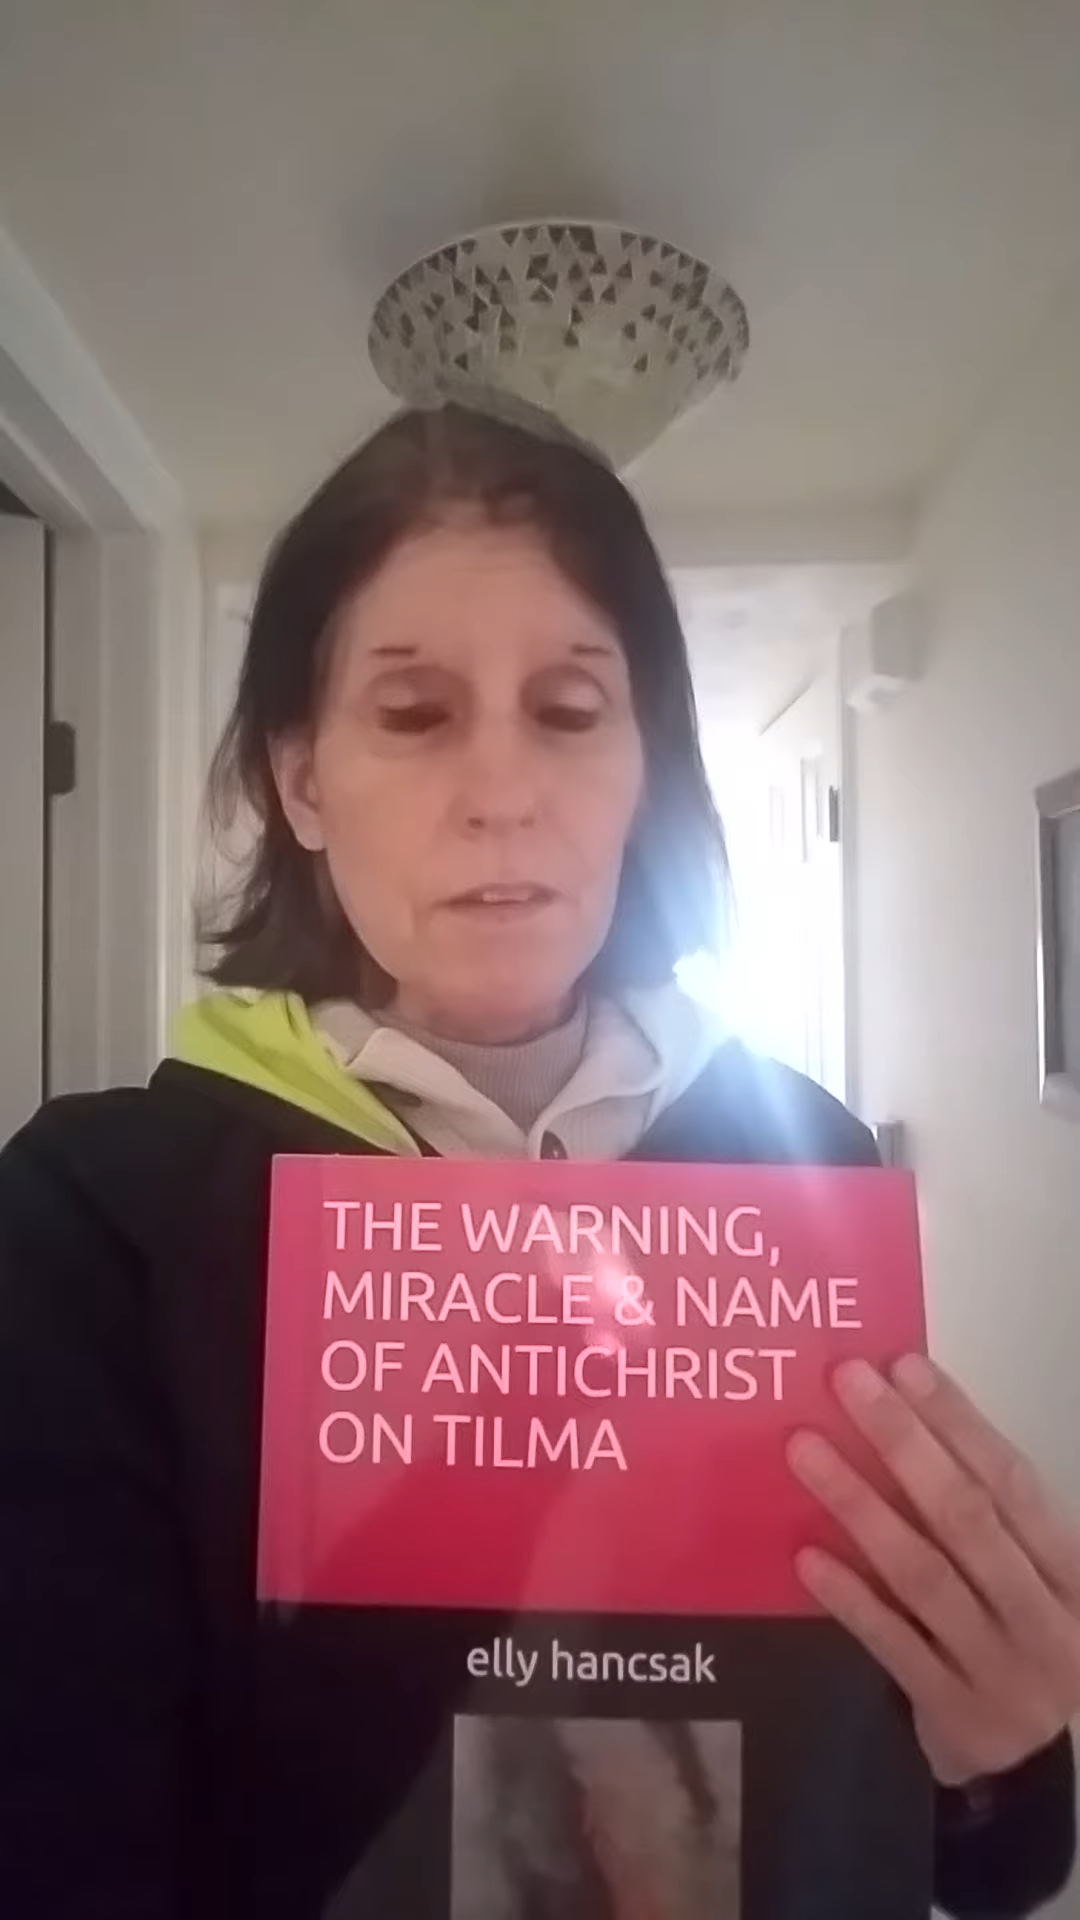 THE WARNING,
MIRACLE & NAME
OF ANTICHRIST
ON TILMA
elly hancsak